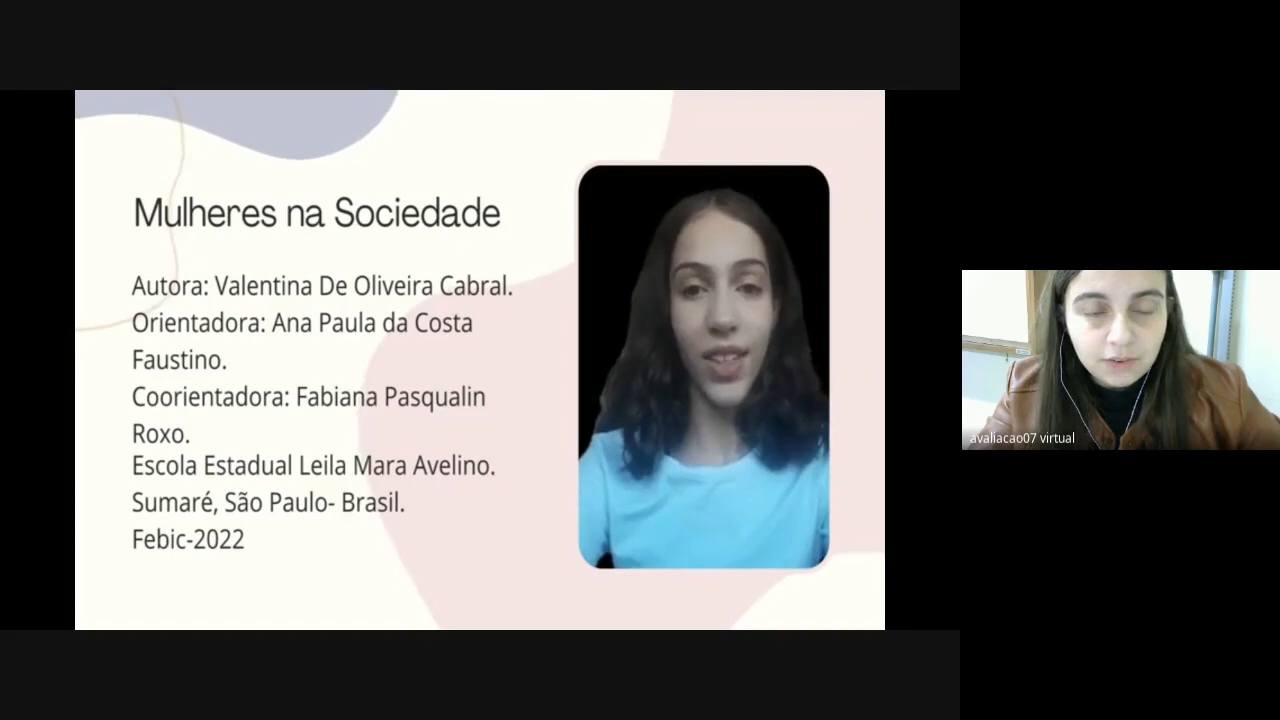 Mulheres na Sociedade
Autora: Valentina De Oliveira Cabral.
Orientadora: Ana Paula da Costa
Faustino.
Coorientadora: Fabiana Pasqualin
Roxo.
Escola Estadual Leila Mara Avelino.
Sumaré, São Paulo- Brasil.
Febic-2022
avaliacao07 virtual